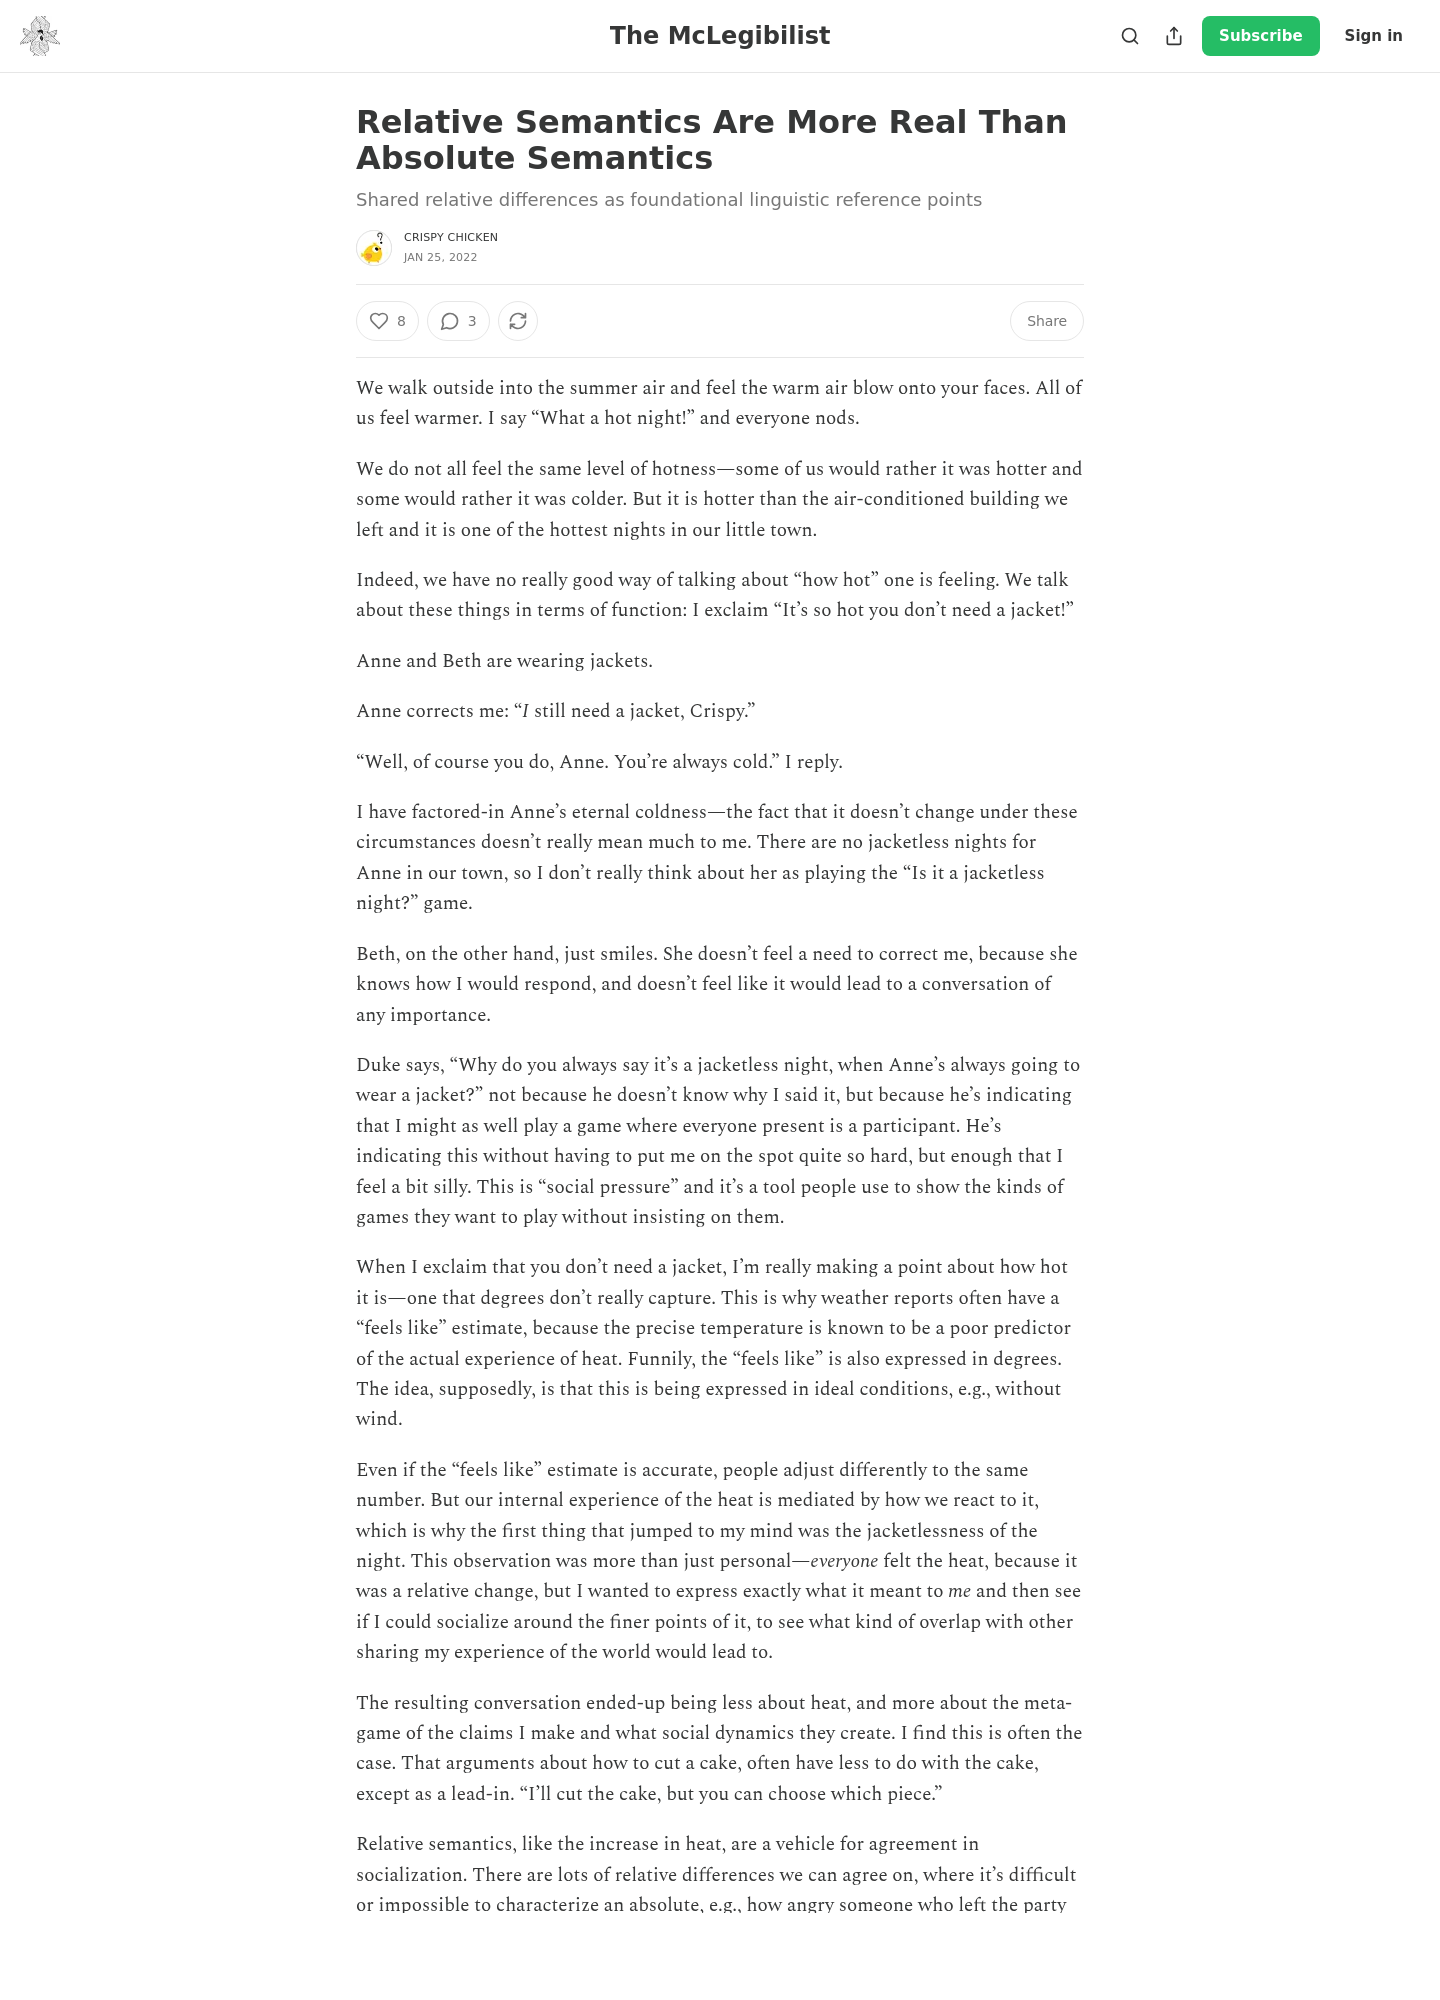 The McLegibilist
Subscribe
Sign in
Relative Semantics Are More Real Than
Absolute Semantics
Shared relative differences as foundational linguistic reference points
CRISPY CHICKEN
JAN 25, 2022
8
3
Share
We walk outside into the summer air and feel the warm air blow onto your faces. All of
us feel warmer. I say “What a hot night!” and everyone nods.
We do not all feel the same level of hotness—some of us would rather it was hotter and
some would rather it was colder. But it is hotter than the air-conditioned building we
left and it is one of the hottest nights in our little town.
Indeed, we have no really good way of talking about “how hot” one is feeling. We talk
about these things in terms of function: I exclaim “It’s so hot you don’t need a jacket!”
Anne and Beth are wearing jackets.
Anne corrects me: “I still need a jacket, Crispy.”
“Well, of course you do, Anne. You’re always cold.” I reply.
I have factored-in Anne’s eternal coldness—the fact that it doesn’t change under these
circumstances doesn’t really mean much to me. There are no jacketless nights for
Anne in our town, so I don’t really think about her as playing the “Is it a jacketless
night?” game.
Beth, on the other hand, just smiles. She doesn’t feel a need to correct me, because she
knows how I would respond, and doesn’t feel like it would lead to a conversation of
any importance.
Duke says, “Why do you always say it’s a jacketless night, when Anne’s always going to
wear a jacket?” not because he doesn’t know why I said it, but because he’s indicating
that I might as well play a game where everyone present is a participant. He’s
indicating this without having to put me on the spot quite so hard, but enough that I
feel a bit silly. This is “social pressure” and it’s a tool people use to show the kinds of
games they want to play without insisting on them.
When I exclaim that you don’t need a jacket, I’m really making a point about how hot
it is—one that degrees don’t really capture. This is why weather reports often have a
“feels like” estimate, because the precise temperature is known to be a poor predictor
of the actual experience of heat. Funnily, the “feels like” is also expressed in degrees.
The idea, supposedly, is that this is being expressed in ideal conditions, e.g., without
wind.
Even if the “feels like” estimate is accurate, people adjust differently to the same
number. But our internal experience of the heat is mediated by how we react to it,
which is why the first thing that jumped to my mind was the jacketlessness of the
night. This observation was more than just personal—everyone felt the heat, because it
was a relative change, but I wanted to express exactly what it meant to me and then see
if I could socialize around the finer points of it, to see what kind of overlap with other
sharing my experience of the world would lead to.
The resulting conversation ended-up being less about heat, and more about the meta-
game of the claims I make and what social dynamics they create. I find this is often the
case. That arguments about how to cut a cake, often have less to do with the cake,
except as a lead-in. “I’ll cut the cake, but you can choose which piece.”
Relative semantics, like the increase in heat, are a vehicle for agreement in
socialization. There are lots of relative differences we can agree on, where it’s difficult
or impossible to characterize an absolute, e.g., how angry someone who left the party